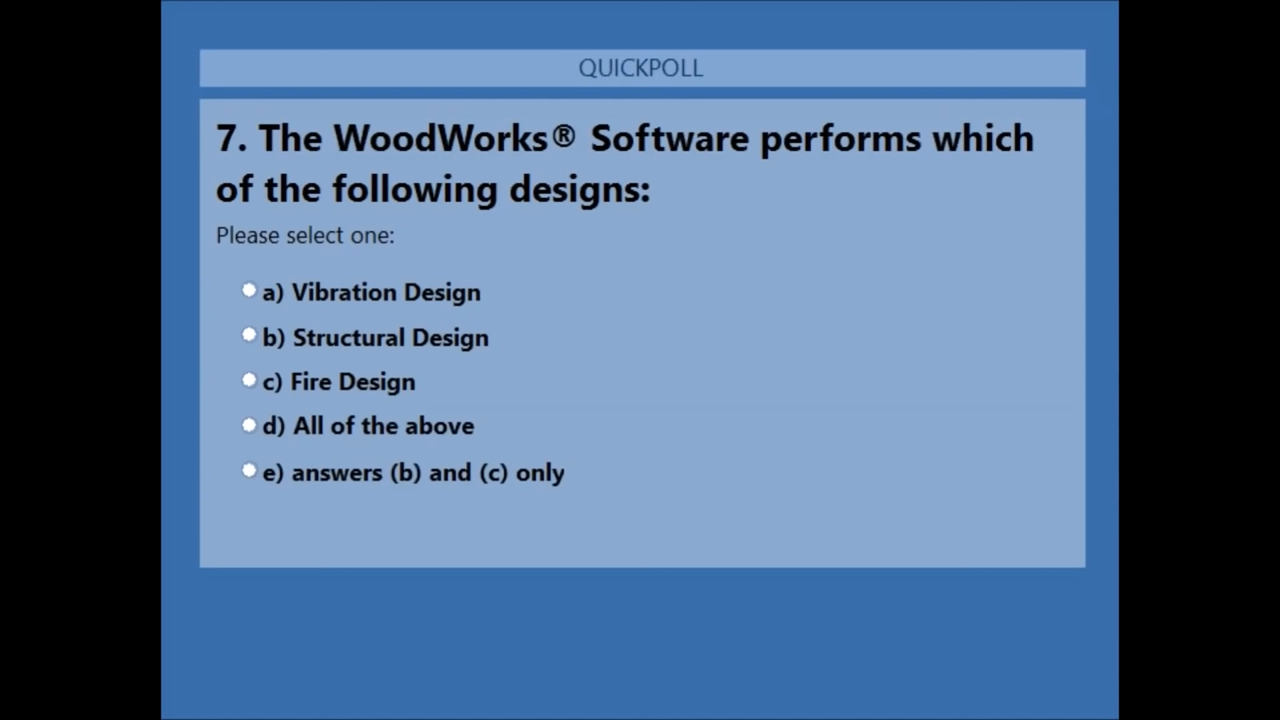 QUICKPOLL
7. The WoodWorks® Software performs which
of the following designs:
Please select one:
a) Vibration Design
b) Structural Design
c) Fire Design
d) All of the above
e) answers (b) and (c) only